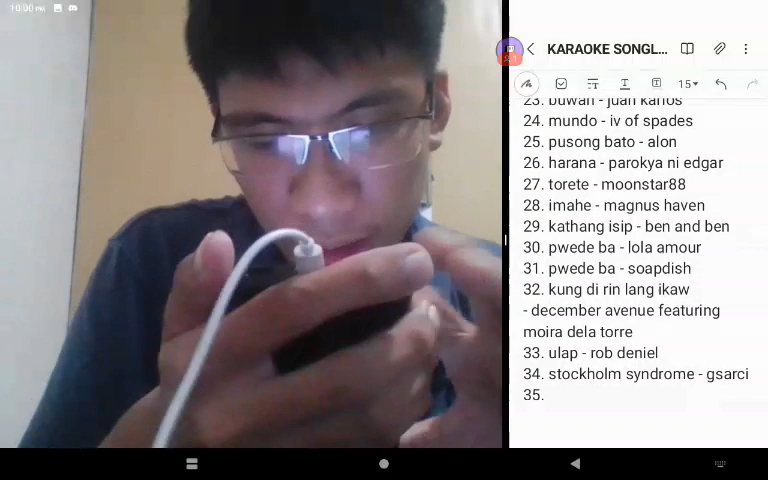 10:00 PM
KARAOKE SONGL...
15
23. buwan - juan karlos
24. mundo - iv of spades
25. pusong bato - alon
26. harana - parokya ni edgar
27. torete - moonstar88
28. imahe - magnus haven
29. kathang isip - ben and ben
30. pwede ba - lola amour
31. pwede ba - soapdish
32. kung di rin lang ikaw
- december avenue featuring
moira dela torre
33. ulap - rob deniel
34. stockholm syndrome - gsarci
35.